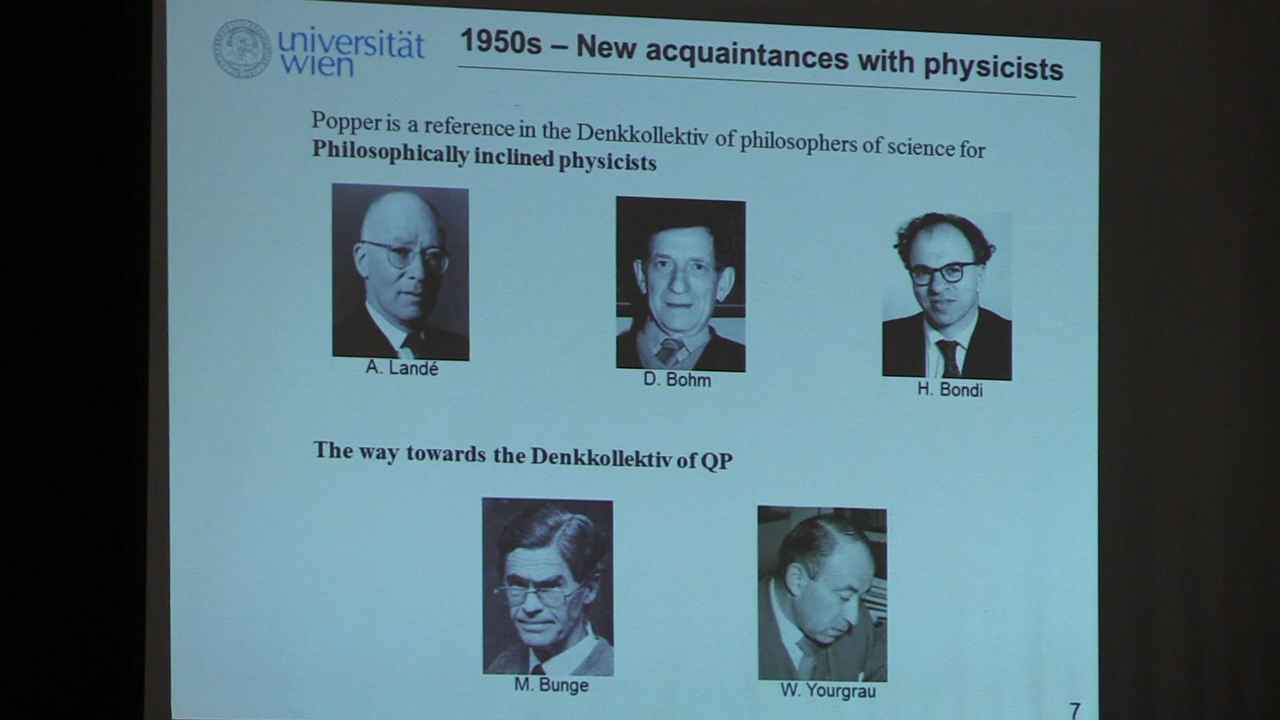 universität
wien
1950s – New acquaintances with physicists
Popper is a reference in the Denkkollektiv of philosophers of science for
Philosophically inclined physicists
A. Landé
D. Bohm
H. Bondi
The way towards the Denkkollektiv of QP
M. Bunge
W. Yourgrau
7